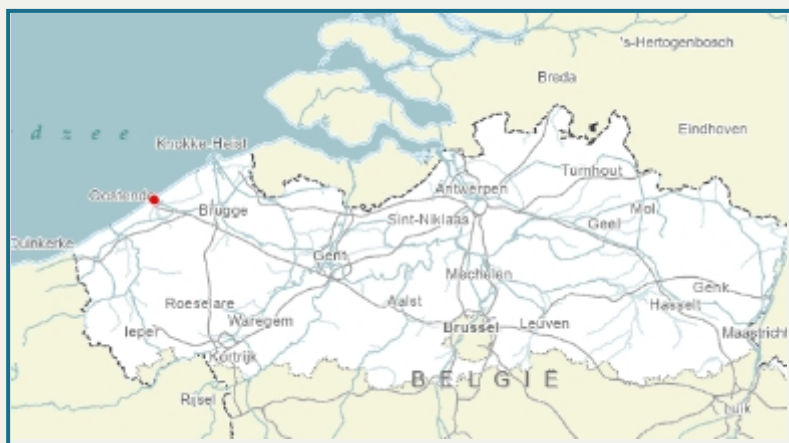 's-Hertogenbosch
Breda
Eindhoven
d z e e
Knokke-Heist
Turnhout
Antwerpen
Oostende
Mol
Brugge
Sint-Niklaas
Geel
Duinkerke
Gent
Mechelen
Genk
Roeselare
Aalst
Hasselt
Waregem
Ieper
Brussel
Leuven
Maastricht
Kortrijk
BELGIË
Rijsel
Luik